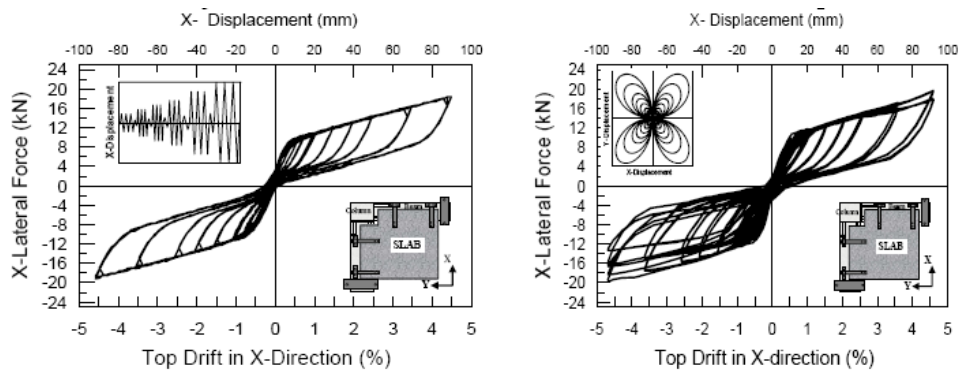 X- Displacement (mm)
-100 -80 -60 -40 -20 0 20 40 60 80 100
24
20
16
12
8
4
0
-4
-8
-12
-16
-20
-24
X-Lateral Force (kN)
X-Displacement
Column
SLAB
X
Y
-5 -4 -3 -2 -1 0 1 2 3 4 5
Top Drift in X-Direction (%)
X- Displacement (mm)
-100 -80 -60 -40 -20 0 20 40 60 80 100
24
20
16
12
8
4
0
-4
-8
-12
-16
-20
-24
X-Lateral Force (kN)
Y-Displacement
X-Displacement
Column
SLAB
X
Y
-5 -4 -3 -2 -1 0 1 2 3 4 5
Top Drift in X-direction (%)